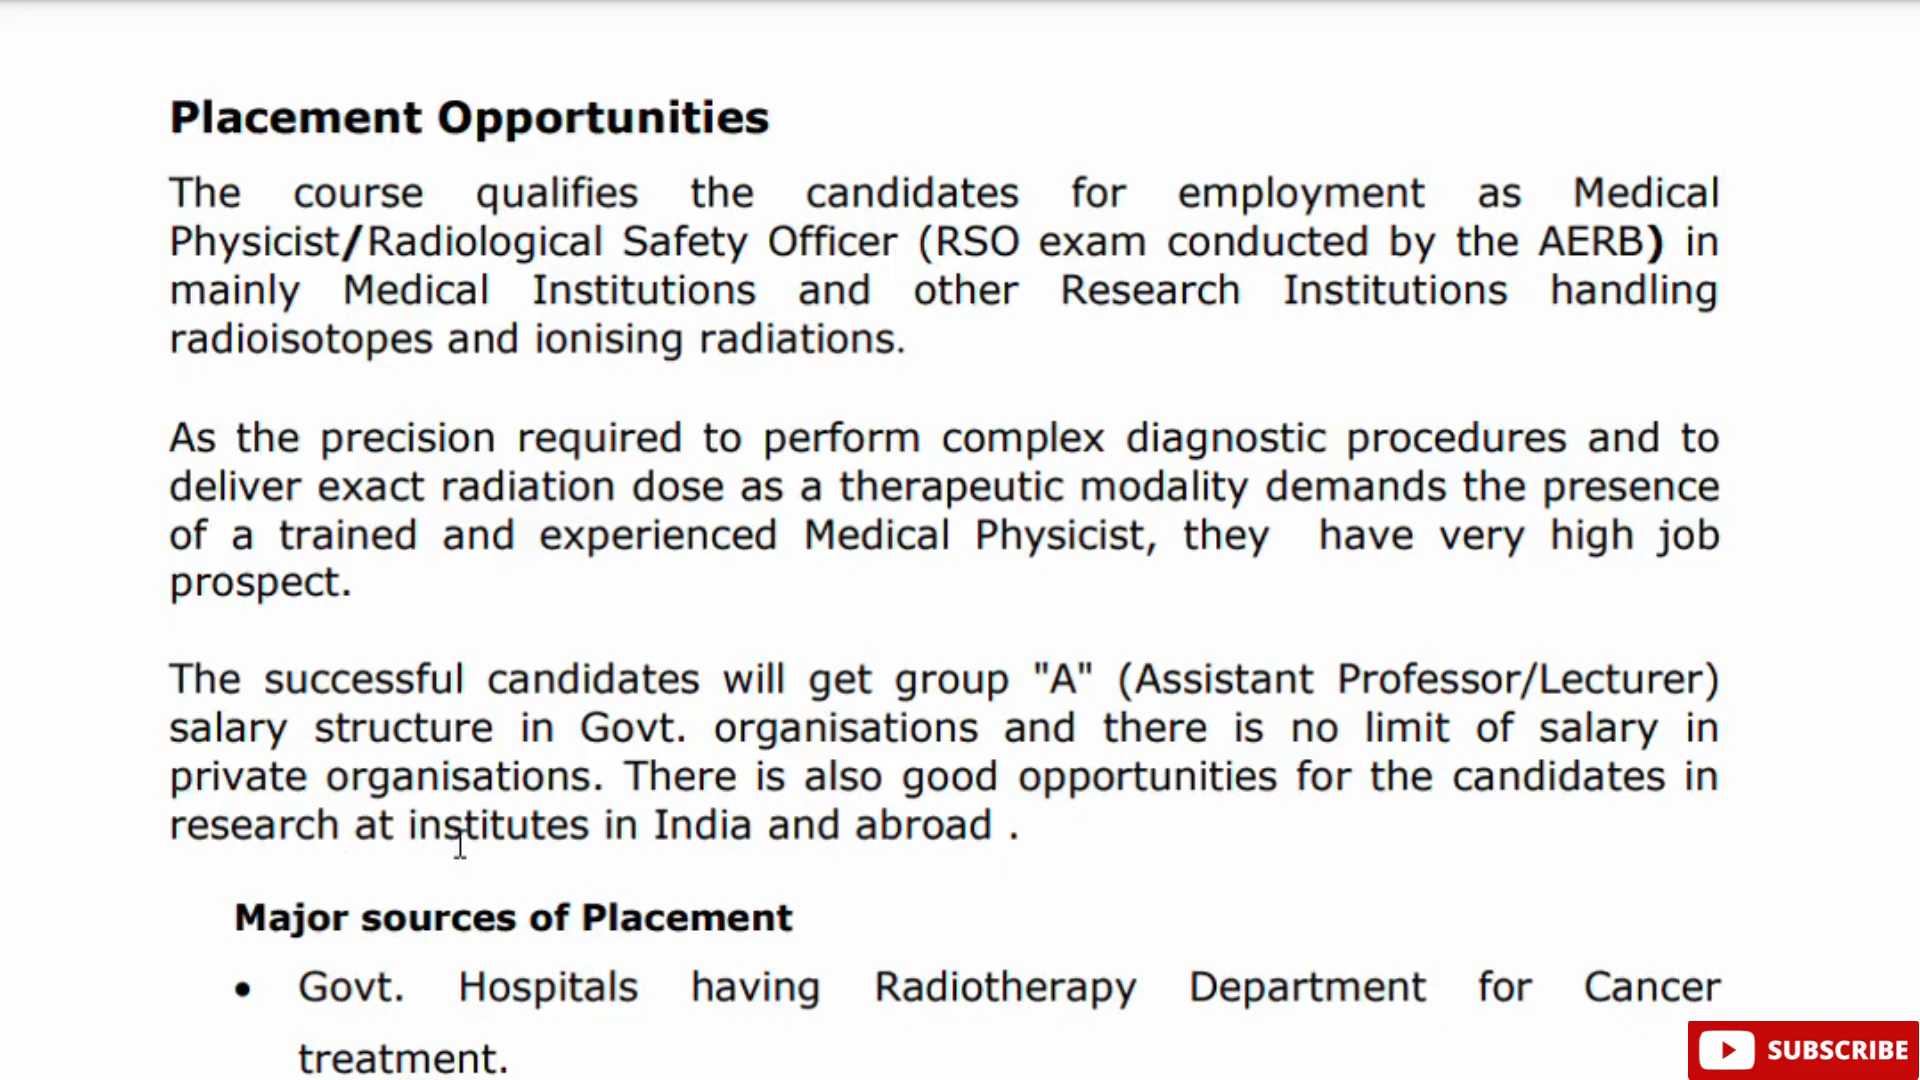 Placement Opportunities
The course qualifies the candidates for employment as Medical
Physicist/Radiological Safety Officer (RSO exam conducted by the AERB) in
mainly Medical Institutions and other Research Institutions handling
radioisotopes and ionising radiations.
As the precision required to perform complex diagnostic procedures and to
deliver exact radiation dose as a therapeutic modality demands the presence
of a trained and experienced Medical Physicist, they have very high job
prospect.
The successful candidates will get group "A" (Assistant Professor/Lecturer)
salary structure in Govt. organisations and there is no limit of salary in
private organisations. There is also good opportunities for the candidates in
research at institutes in India and abroad .
Major sources of Placement
• Govt. Hospitals having Radiotherapy Department for Cancer
treatment.
SUBSCRIBE